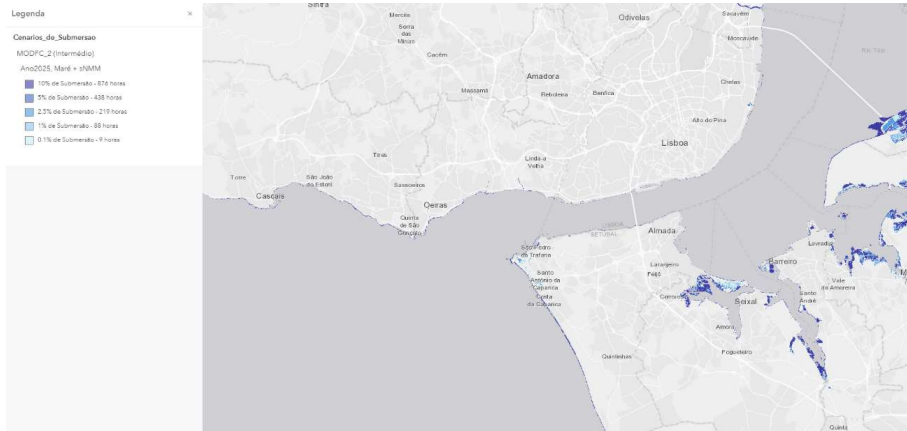 Legenda
×
Cenarios_de_Submersao
MODFC_2 (Intermédio)
Ano2025, Maré + sNMM
10% de Submersão - 876 horas
5% de Submersão - 438 horas
2.5% de Submersão - 219 horas
1% de Submersão - 88 horas
0.1% de Submersão - 9 horas
Sintra
Mercês
Serra
das
Minas
Cacém
Odivelas
Sacavém
Moscavide
Amadora
Massamá
Reboleira
Benfica
Chelas
Alto do Pina
Lisboa
Tires
Linda-a
Velha
Torre
São João
do Estoril
Sassoeiros
Cascais
Oeiras
Quinta
de São
Gonçalo
LISBOA
SETÚBAL
Almada
São Pedro
da Trafaria
Laranjeiro
Feijó
Lavradio
Barreiro
Santo
António da
Caparica
Costa
da Caparica
Corroios
Seixal
Santo
André
Vale
da Amoreira
M
Amora
Quintinhas
Fogueteiro
Quinta